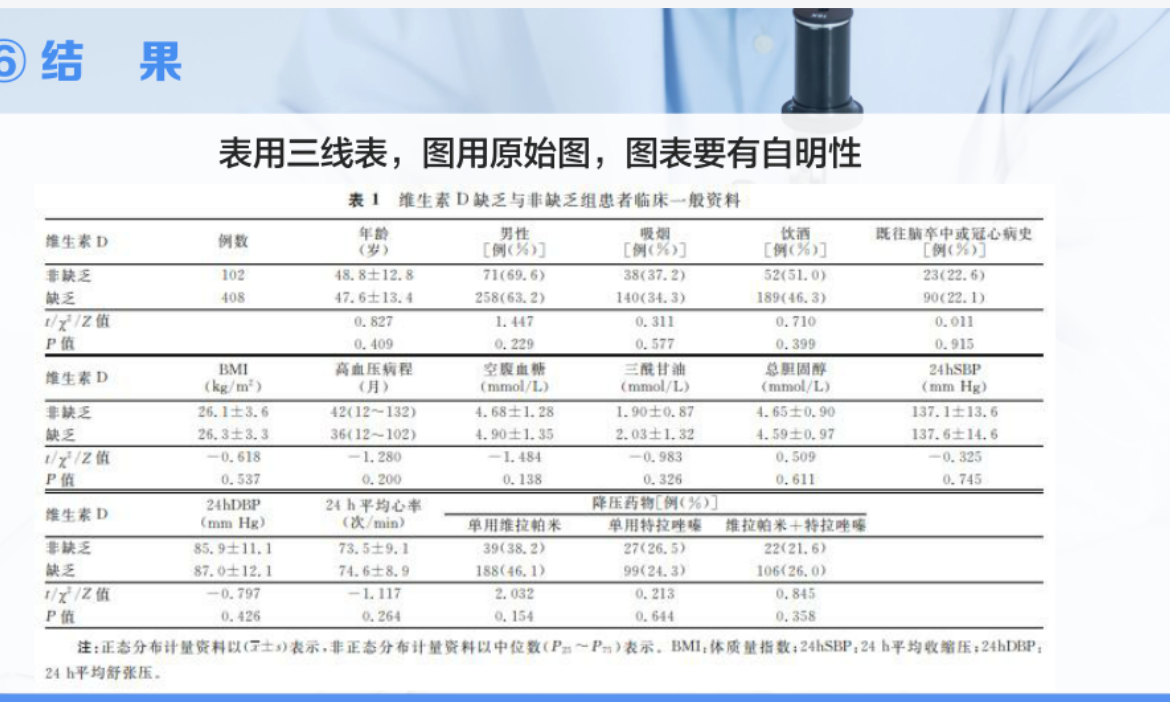 ⑥结 果
表用三线表，图用原始图，图表要有自明性
表 1 维生素 D 缺乏与非缺乏组患者临床一般资料
维生素 D 例数 年龄（岁） 男性［例(%)］ 吸烟［例(%)］ 饮酒［例(%)］ 既往脑卒中或冠心病史［例(%)］
非缺乏 102 48.8±12.8 71(69.6) 38(37.2) 52(51.0) 23(22.6)
缺乏 408 47.6±13.4 258(63.2) 140(34.3) 189(46.3) 90(22.1)
t/χ²/Z 值 0.827 1.447 0.311 0.710 0.011
P 值 0.409 0.229 0.577 0.399 0.915
维生素 D BMI（kg/m²） 高血压病程（月） 空腹血糖（mmol/L） 三酰甘油（mmol/L） 总胆固醇（mmol/L） 24hSBP（mm Hg）
非缺乏 26.1±3.6 42(12～132) 4.68±1.28 1.90±0.87 4.65±0.90 137.1±13.6
缺乏 26.3±3.3 36(12～102) 4.90±1.35 2.03±1.32 4.59±0.97 137.6±14.6
t/χ²/Z 值 －0.618 －1.280 －1.484 －0.983 0.509 －0.325
P 值 0.537 0.200 0.138 0.326 0.611 0.745
维生素 D 24hDBP（mm Hg） 24 h 平均心率（次/min） 降压药物［例(%)］
单用维拉帕米 单用特拉唑嗪 维拉帕米＋特拉唑嗪
非缺乏 85.9±11.1 73.5±9.1 39(38.2) 27(26.5) 22(21.6)
缺乏 87.0±12.1 74.6±8.9 188(46.1) 99(24.3) 106(26.0)
t/χ²/Z 值 －0.797 －1.117 2.032 0.213 0.845
P 值 0.426 0.264 0.154 0.644 0.358
注：正态分布计量资料以(x̄±s)表示，非正态分布计量资料以中位数(P₂₅～P₇₅)表示。BMI：体质量指数；24hSBP：24 h平均收缩压；24hDBP：
24 h平均舒张压。